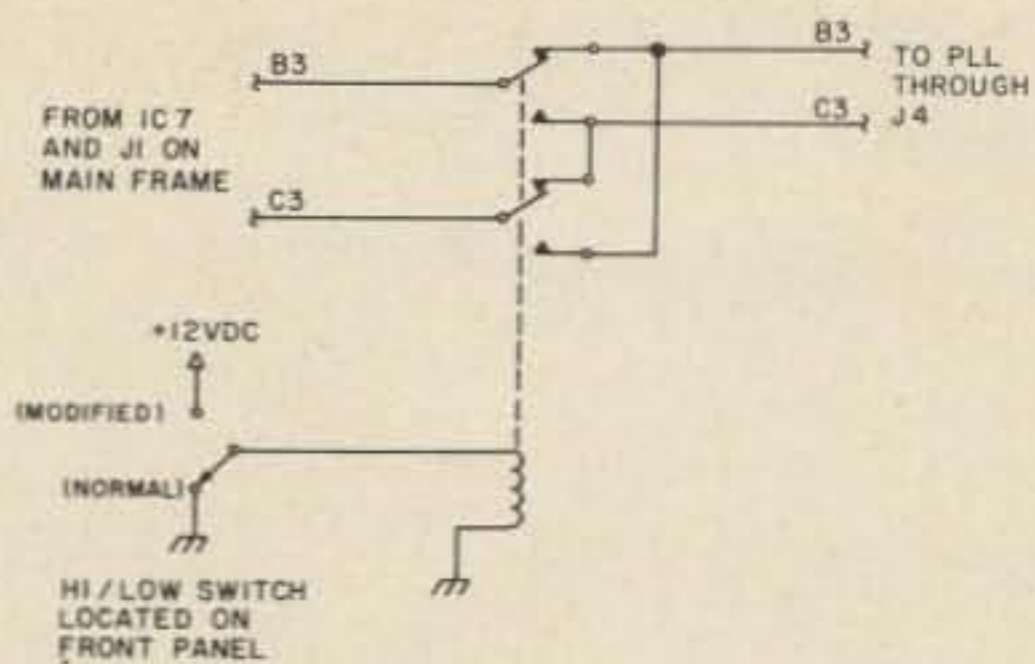 B3
B3
TO PLL
THROUGH
J4
C3
FROM IC7
AND J1 ON
MAIN FRAME
C3
+12VDC
(MODIFIED)
(NORMAL)
HI/LOW SWITCH
LOCATED ON
FRONT PANEL